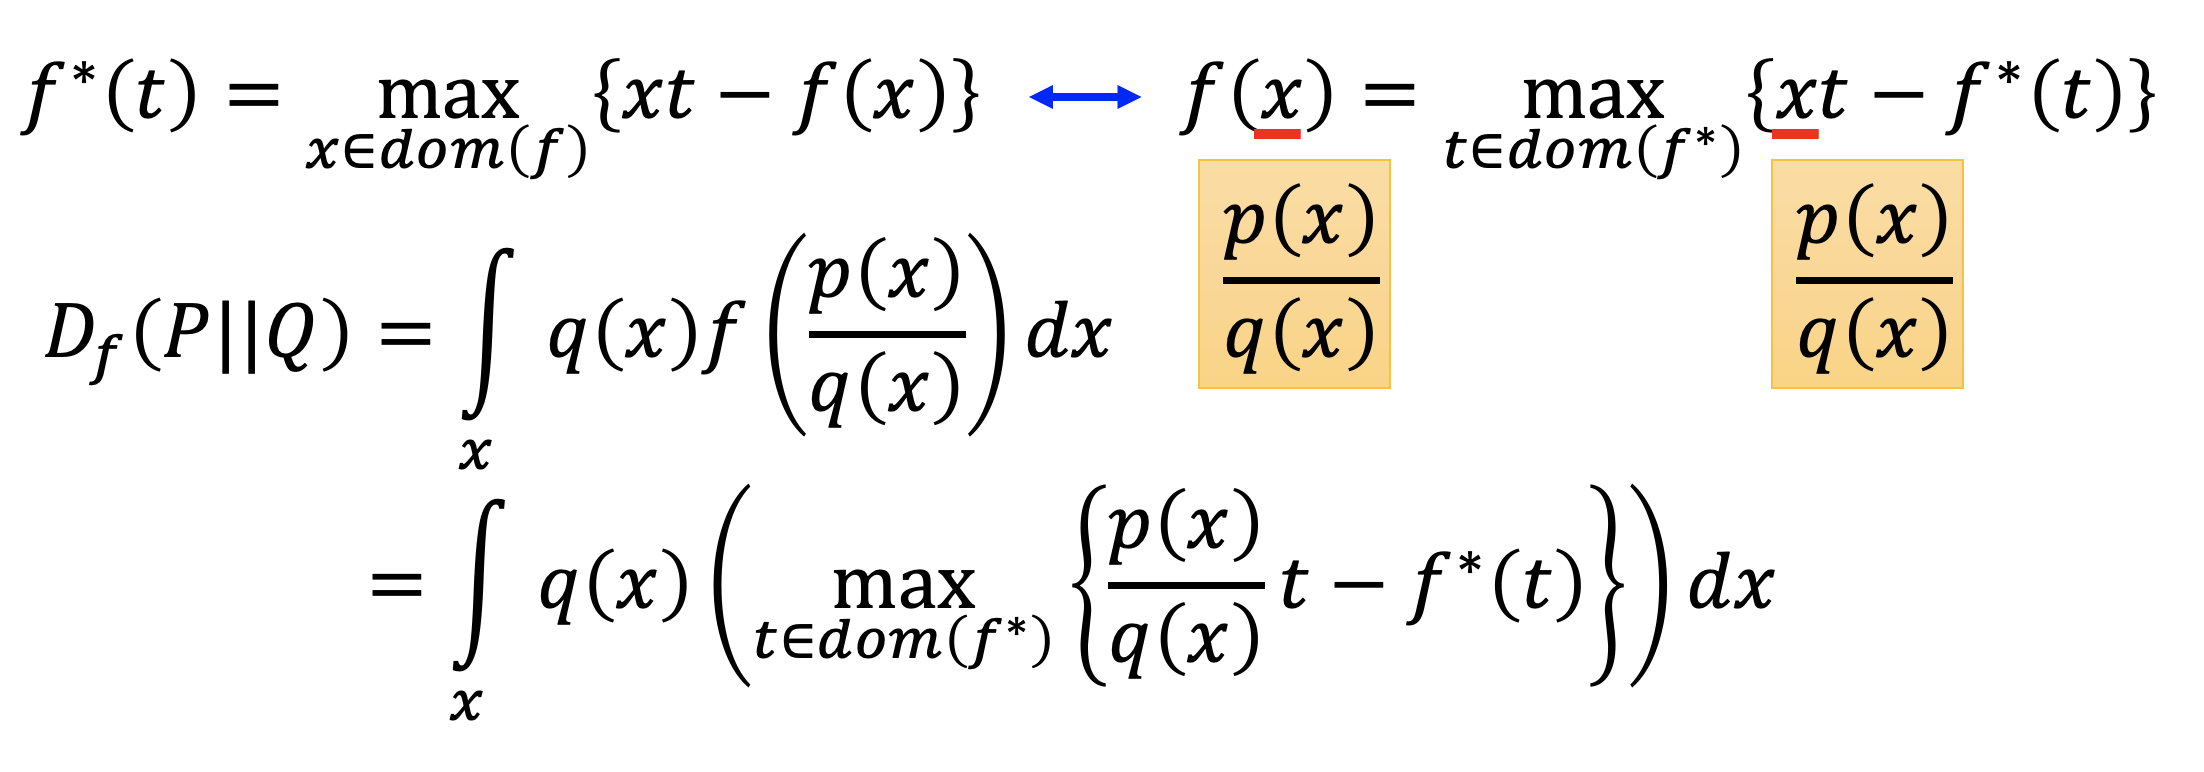 f*(t) = max_{x∈dom(f)} {xt − f(x)} ⟷ f(x) = max_{t∈dom(f*)} {xt − f*(t)}
p(x)/q(x) p(x)/q(x)
D_f(P||Q) = ∫_x q(x) f(p(x)/q(x)) dx
= ∫_x q(x) (max_{t∈dom(f*)} {p(x)/q(x) t − f*(t)}) dx